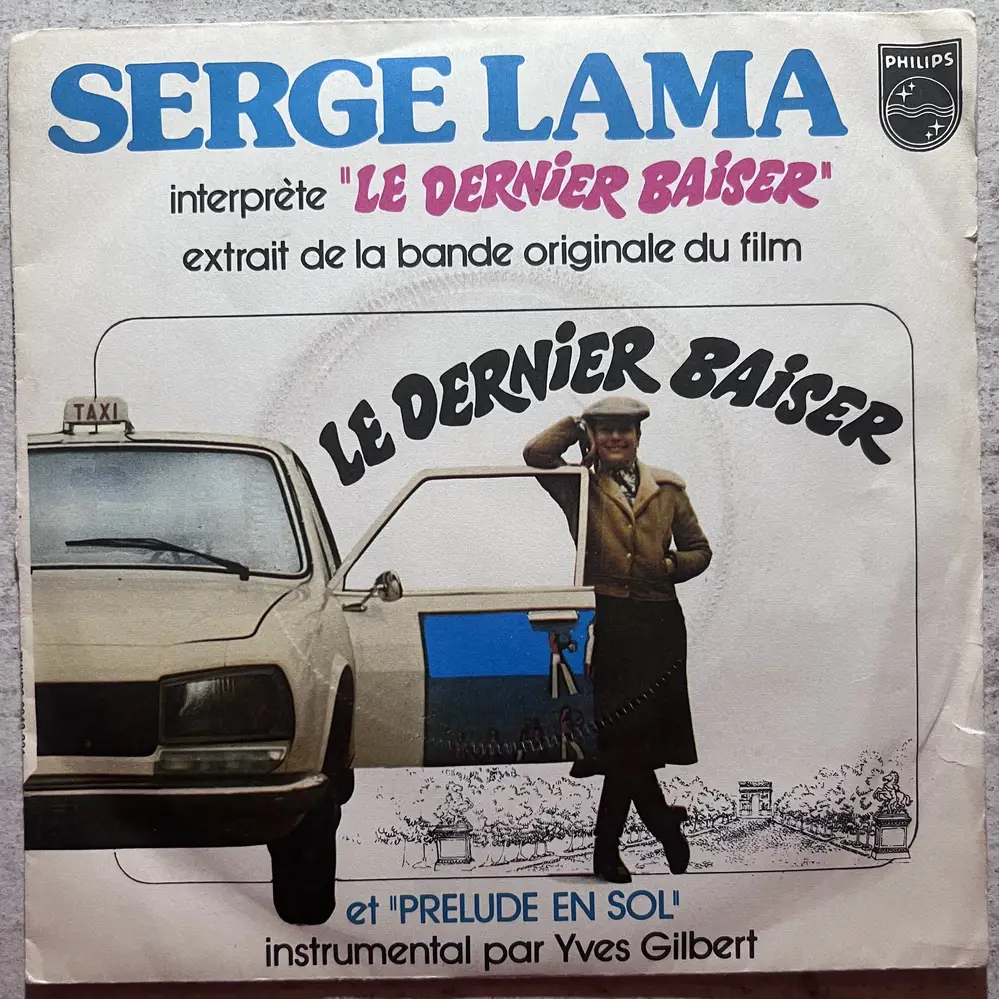 SERGE LAMA
PHILIPS
interprète "LE DERNiER BAiSER"
extrait de la bande originale du film
LE DERNiER BAiSER
TAXI
et "PRELUDE EN SOL"
instrumental par Yves Gilbert